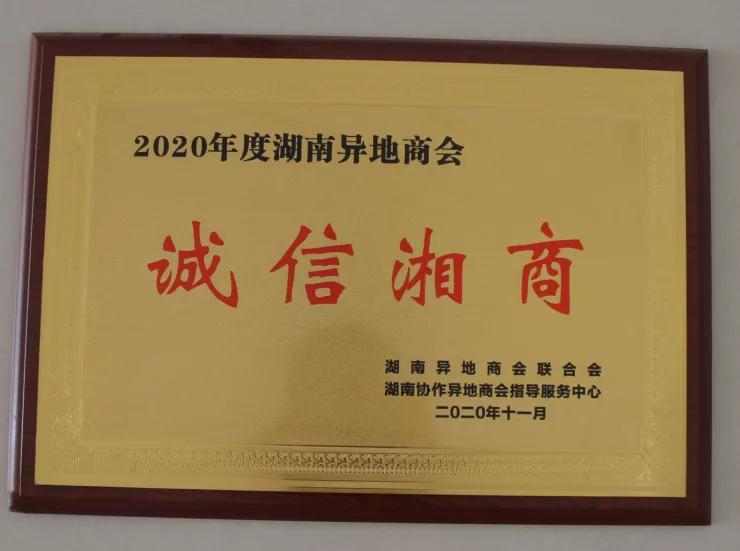 2020年度湖南异地商会
诚信湘商
湖南异地商会联合会
湖南协作异地商会指导服务中心
二〇二〇年十一月